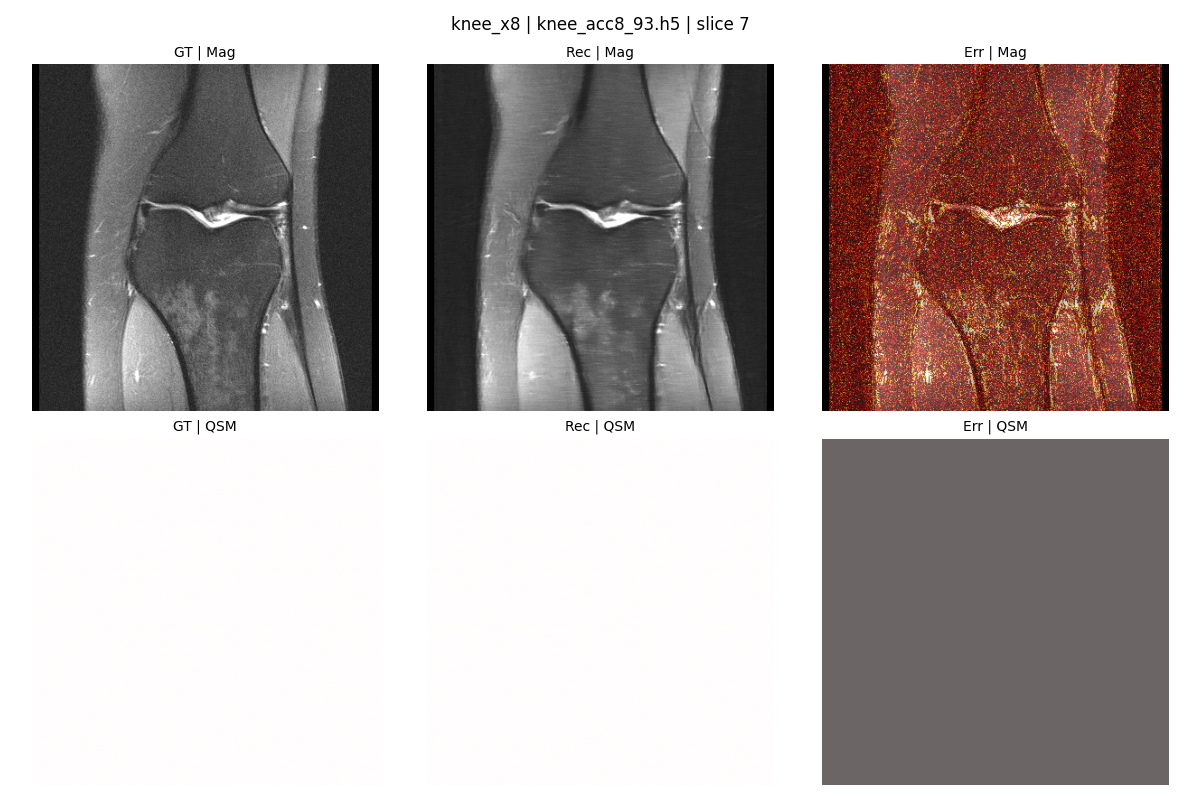 knee_x8 | knee_acc8_93.h5 | slice 7
GT | Mag
Rec | Mag
Err | Mag
GT | QSM
Rec | QSM
Err | QSM